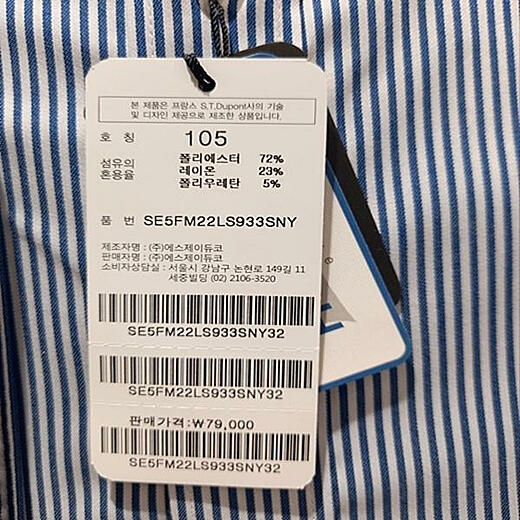 본 제품은 프랑스 S.T.Dupont사의 기술
및 디자인 제공으로 제조한 상품입니다.
호 칭 105
섬유의 혼용율 폴리에스터 72%
레이온 23%
폴리우레탄 5%
품 번 SE5FM22LS933SNY
제조자명 : (주)에스제이듀코
판매자명 : (주)에스제이듀코
소비자상담실 : 서울시 강남구 논현로 149길 11
세중빌딩 (02) 2106-3520
SE5FM22LS933SNY32
SE5FM22LS933SNY32
판매가격:₩79,000
SE5FM22LS933SNY32